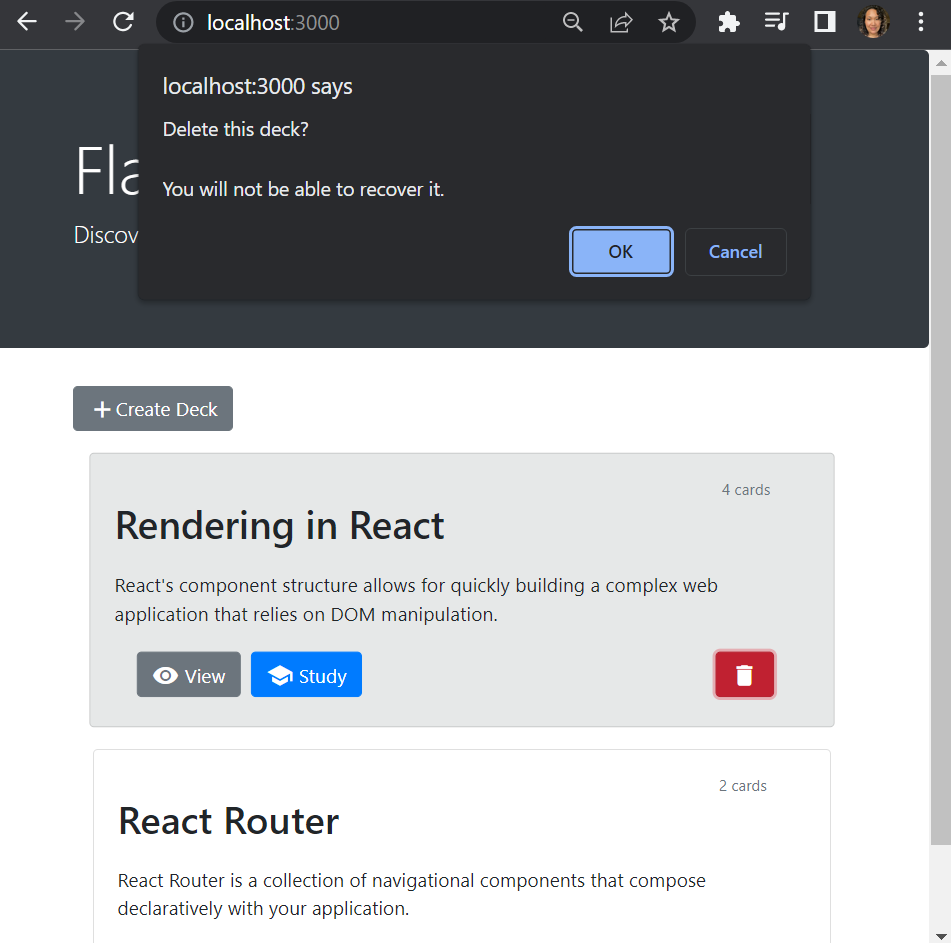 localhost:3000
localhost:3000 says
Delete this deck?
You will not be able to recover it.
OK
Cancel
Fla
Discov
Create Deck
4 cards
Rendering in React
React's component structure allows for quickly building a complex web
application that relies on DOM manipulation.
View
Study
2 cards
React Router
React Router is a collection of navigational components that compose
declaratively with your application.